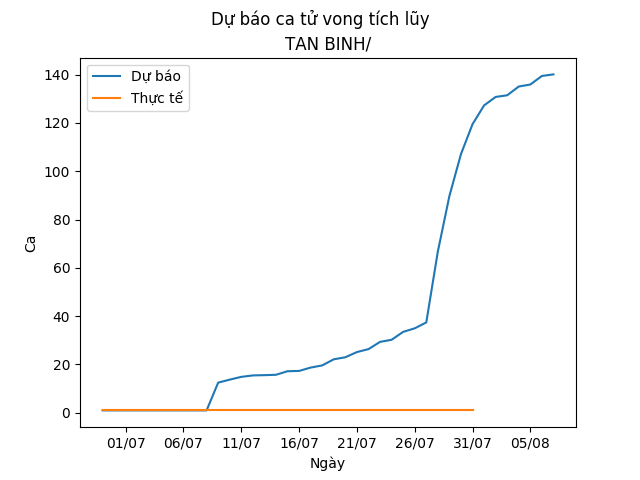 Dự báo ca tử vong tích lũy
TAN BINH/
Dự báo
Thực tế
140
120
100
80
60
40
20
0
Ca
01/07 06/07 11/07 16/07 21/07 26/07 31/07 05/08
Ngày